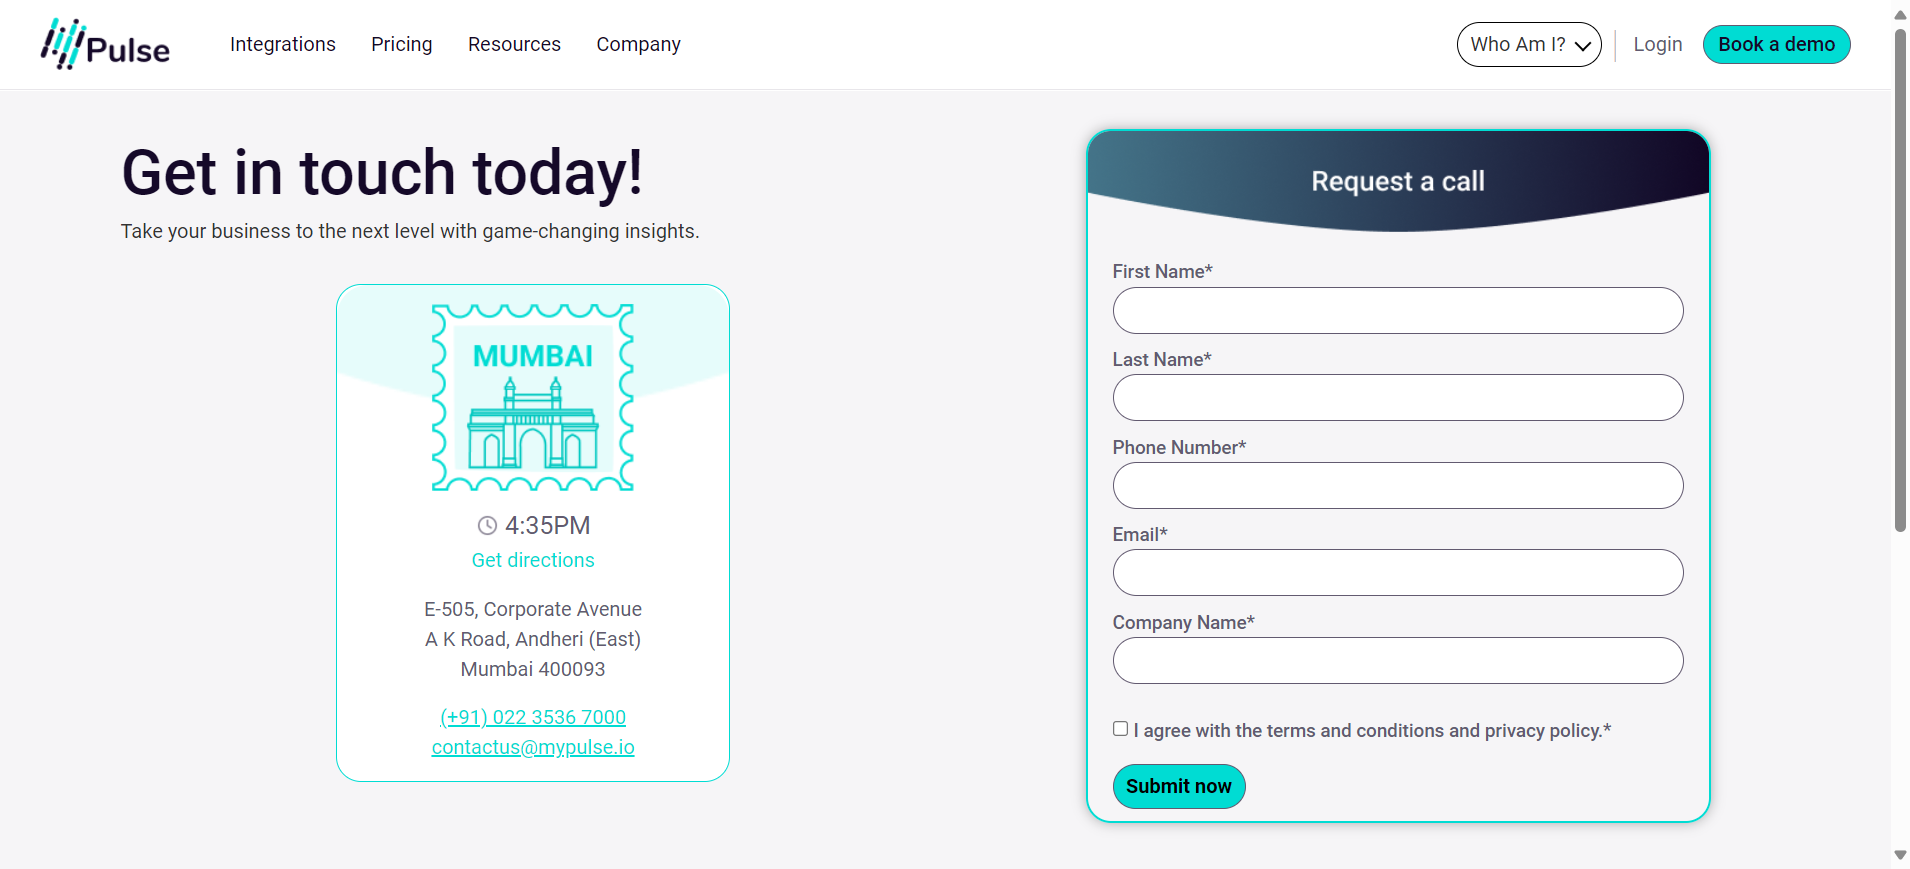 Pulse
Integrations
Pricing
Resources
Company
Who Am I?
Login
Book a demo
Get in touch today!
Take your business to the next level with game-changing insights.
MUMBAI
4:35PM
Get directions
E-505, Corporate Avenue
A K Road, Andheri (East)
Mumbai 400093
(+91) 022 3536 7000
contactus@mypulse.io
Request a call
First Name*
Last Name*
Phone Number*
Email*
Company Name*
I agree with the terms and conditions and privacy policy.*
Submit now